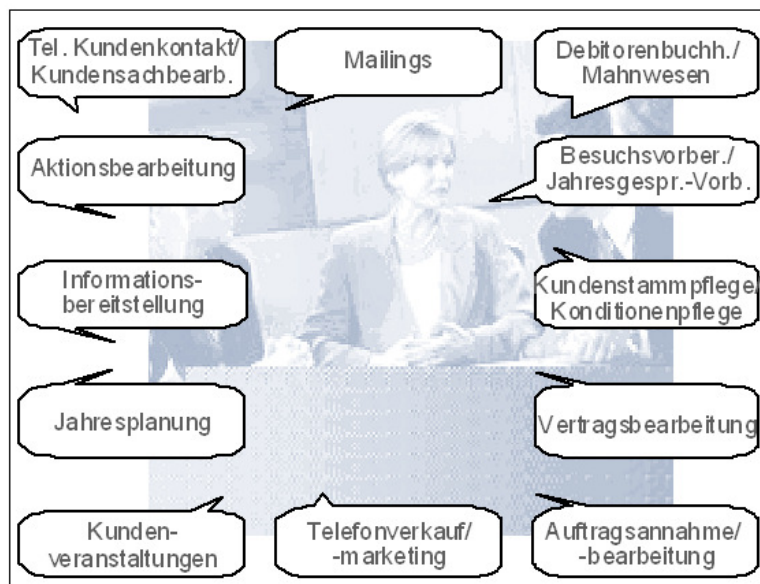 Tel. Kundenkontakt/
Kundensachbearb.
Mailings
Debitorenbuchh./
Mahnwesen
Aktionsbearbeitung
Besuchsvorber./
Jahresgespr.-Vorb.
Informations-
bereitstellung
Kundenstammpflege/
Konditionenpflege
Jahresplanung
Vertragsbearbeitung
Kunden-
veranstaltungen
Telefonverkauf/
-marketing
Auftragsannahme/
-bearbeitung